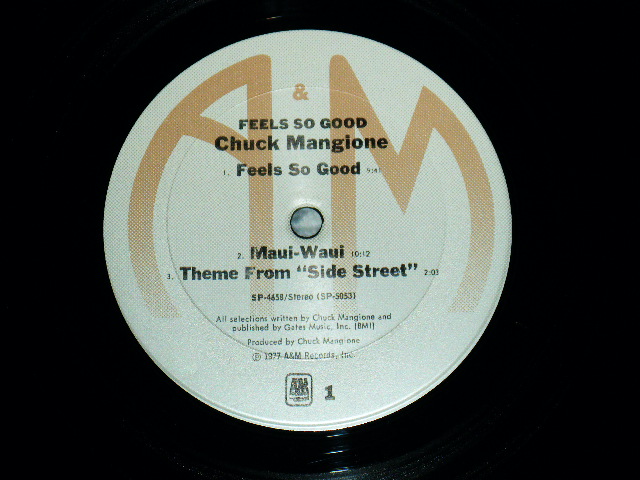 A&M
FEELS SO GOOD
Chuck Mangione
1. Feels So Good 9:41
2. Maui-Waui 10:12
3. Theme From "Side Street" 2:03
SP-4658/Stereo (SP-5053)
All selections written by Chuck Mangione and
published by Gates Music, Inc. (BMI)
Produced by Chuck Mangione
℗ 1977 A&M Records, Inc.
1